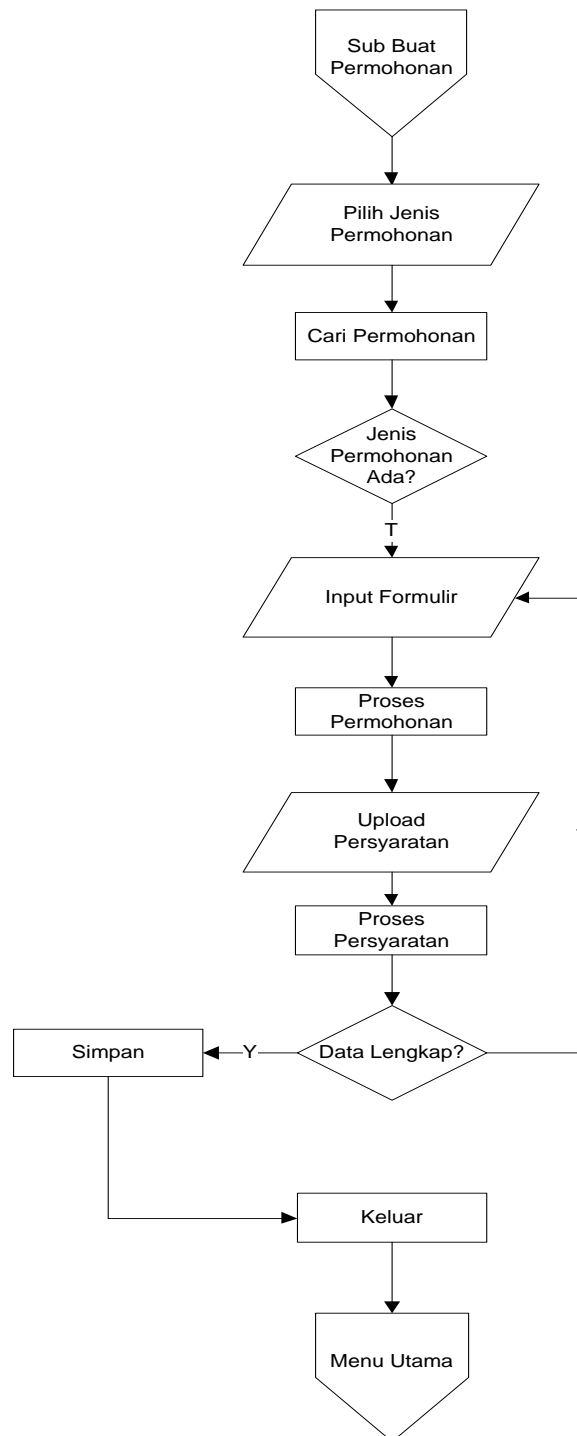 Sub Buat
Permohonan
Pilih Jenis
Permohonan
Cari Permohonan
Jenis
Permohonan
Ada?
T
Input Formulir
Proses
Permohonan
Upload
Persyaratan
Proses
Persyaratan
Simpan
Y
Data Lengkap?
Keluar
Menu Utama